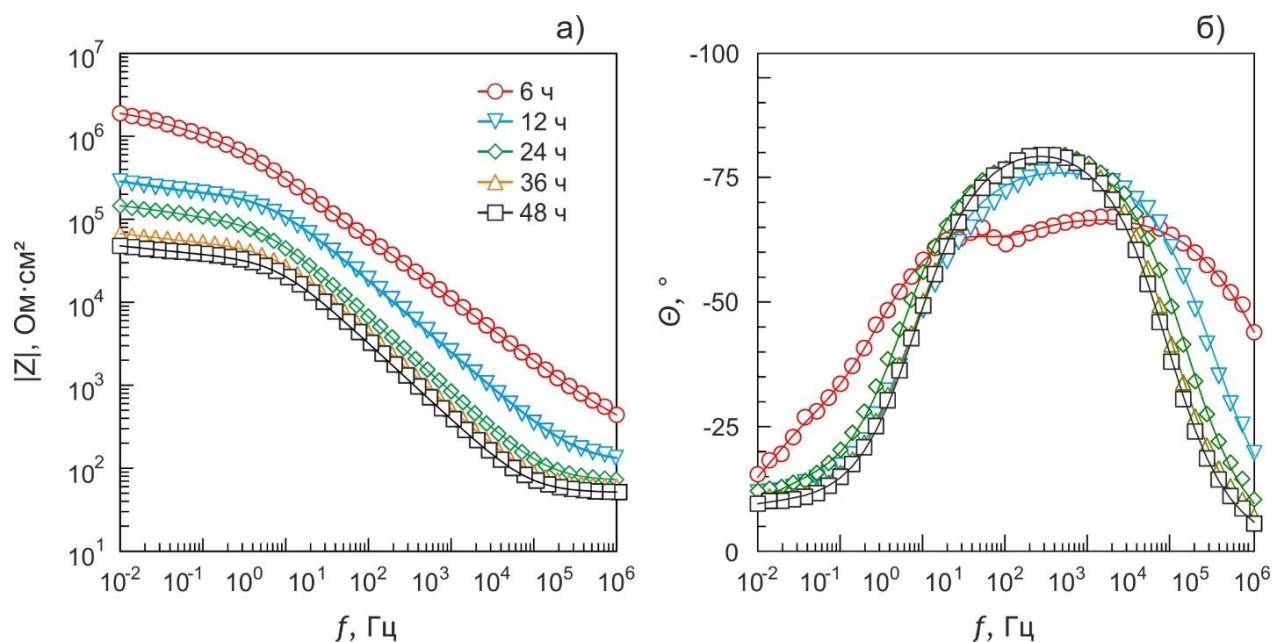 а)
|Z|, Ом·см²
10⁷
10⁶
10⁵
10⁴
10³
10²
10¹
6 ч
12 ч
24 ч
36 ч
48 ч
10⁻² 10⁻¹ 10⁰ 10¹ 10² 10³ 10⁴ 10⁵ 10⁶
f, Гц
б)
Θ, °
-100
-75
-50
-25
0
10⁻² 10⁻¹ 10⁰ 10¹ 10² 10³ 10⁴ 10⁵ 10⁶
f, Гц